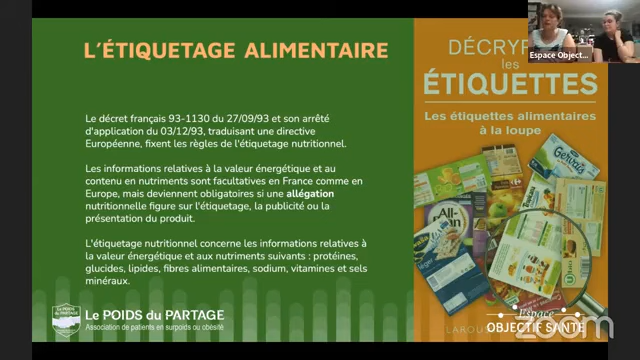 L'ÉTIQUETAGE ALIMENTAIRE
Le décret français 93-1130 du 27/09/93 et son arrêté
d'application du 03/12/93, traduisant une directive
Européenne, fixent les règles de l'étiquetage nutritionnel.
Les informations relatives à la valeur énergétique et au
contenu en nutriments sont facultatives en France comme en
Europe, mais deviennent obligatoires si une allégation
nutritionnelle figure sur l'étiquetage, la publicité ou la
présentation du produit.
L'étiquetage nutritionnel concerne les informations relatives à
la valeur énergétique et aux nutriments suivants : protéines,
glucides, lipides, fibres alimentaires, sodium, vitamines et sels
minéraux.
Le POIDS du PARTAGE
Association de patients en surpoids ou obésité
Espace Object...
DÉCRYP
les
ÉTIQUETTES
Les étiquettes alimentaires
à la loupe
Gervais
All-Bran
Espace
OBJECTIF SANTÉ
LAROU
zoom